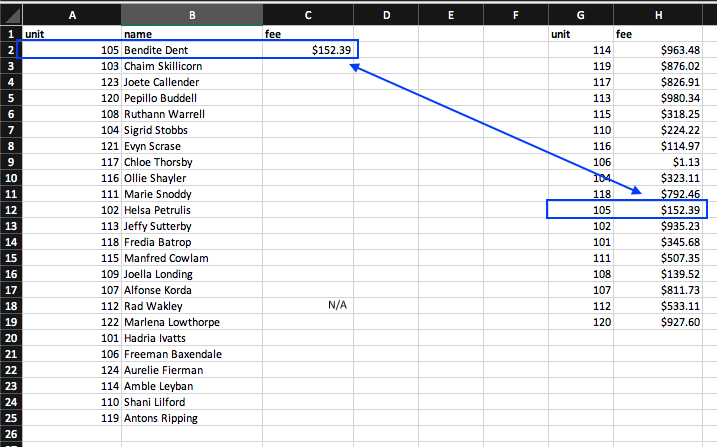 A B C D E F G H
1 unit name fee unit fee
2 105 Bendite Dent $152.39 114 $963.48
3 103 Chaim Skillicorn 119 $876.02
4 123 Joete Callender 117 $826.91
5 120 Pepillo Buddell 113 $980.34
6 108 Ruthann Warrell 115 $318.25
7 104 Sigrid Stobbs 110 $224.22
8 121 Evyn Scrase 116 $114.97
9 117 Chloe Thorsby 106 $1.13
10 116 Ollie Shayler 104 $323.11
11 111 Marie Snoddy 118 $792.46
12 102 Helsa Petrulis 105 $152.39
13 113 Jeffy Sutterby 102 $935.23
14 118 Fredia Batrop 101 $345.68
15 115 Manfred Cowlam 111 $507.35
16 109 Joella Londing 108 $139.52
17 107 Alfonse Korda 107 $811.73
18 112 Rad Wakley N/A 112 $533.11
19 122 Marlena Lowthorpe 120 $927.60
20 101 Hadria Ivatts
21 106 Freeman Baxendale
22 124 Aurelie Fierman
23 114 Amble Leyban
24 110 Shani Lilford
25 119 Antons Ripping
26